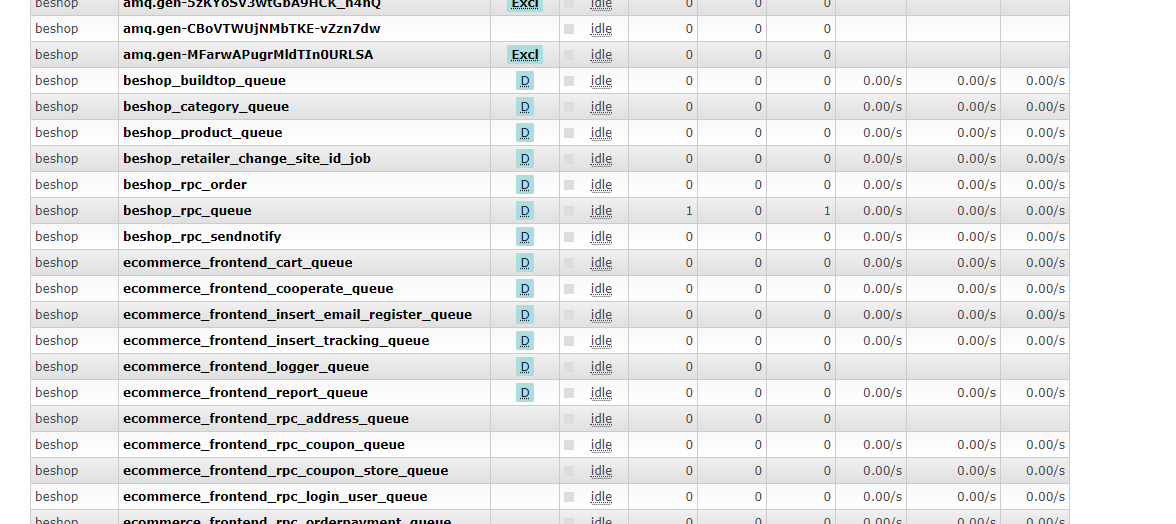 beshop amq.gen-5zKYoSV3wtGbA9HCK_n4nQ Excl idle 0 0 0
beshop amq.gen-CBoVTWUjNMbTKE-vZzn7dw idle 0 0 0
beshop amq.gen-MFarwAPugrMldTIn0URLSA Excl idle 0 0 0
beshop beshop_buildtop_queue D idle 0 0 0 0.00/s 0.00/s 0.00/s
beshop beshop_category_queue D idle 0 0 0 0.00/s 0.00/s 0.00/s
beshop beshop_product_queue D idle 0 0 0 0.00/s 0.00/s 0.00/s
beshop beshop_retailer_change_site_id_job D idle 0 0 0 0.00/s 0.00/s 0.00/s
beshop beshop_rpc_order D idle 0 0 0 0.00/s 0.00/s 0.00/s
beshop beshop_rpc_queue D idle 1 0 1 0.00/s 0.00/s 0.00/s
beshop beshop_rpc_sendnotify D idle 0 0 0 0.00/s 0.00/s 0.00/s
beshop ecommerce_frontend_cart_queue D idle 0 0 0 0.00/s 0.00/s 0.00/s
beshop ecommerce_frontend_cooperate_queue D idle 0 0 0 0.00/s 0.00/s 0.00/s
beshop ecommerce_frontend_insert_email_register_queue D idle 0 0 0 0.00/s 0.00/s 0.00/s
beshop ecommerce_frontend_insert_tracking_queue D idle 0 0 0 0.00/s 0.00/s 0.00/s
beshop ecommerce_frontend_logger_queue D idle 0 0 0
beshop ecommerce_frontend_report_queue D idle 0 0 0 0.00/s 0.00/s 0.00/s
beshop ecommerce_frontend_rpc_address_queue idle 0 0 0
beshop ecommerce_frontend_rpc_coupon_queue idle 0 0 0 0.00/s 0.00/s 0.00/s
beshop ecommerce_frontend_rpc_coupon_store_queue idle 0 0 0 0.00/s 0.00/s 0.00/s
beshop ecommerce_frontend_rpc_login_user_queue idle 0 0 0 0.00/s 0.00/s 0.00/s
beshop ecommerce_frontend_rpc_orderpayment_queue idle 0 0 0 0.00/s 0.00/s 0.00/s